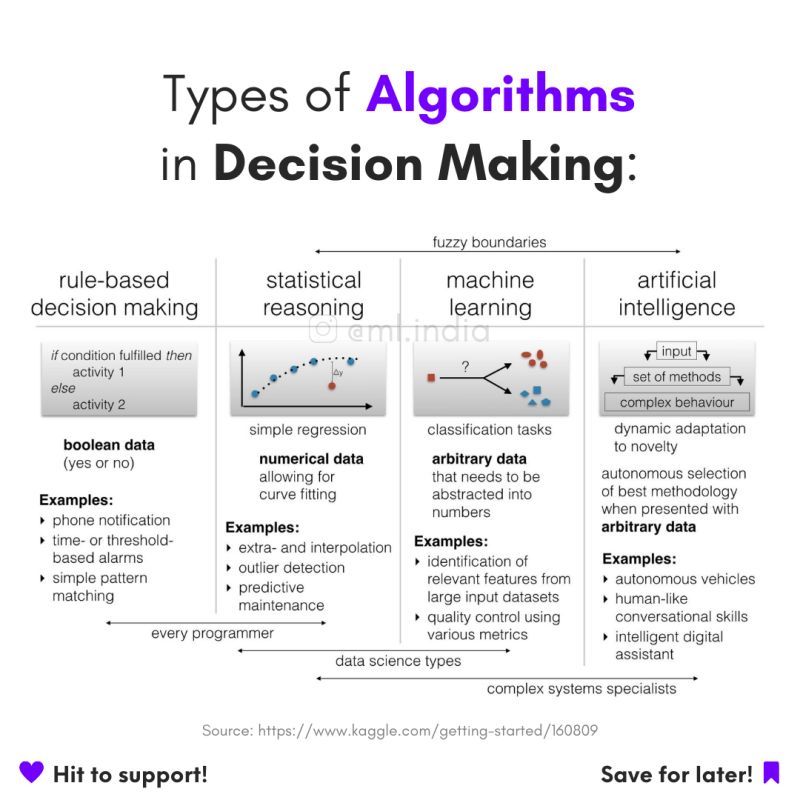 Types of Algorithms
in Decision Making:
fuzzy boundaries
rule-based
decision making
if condition fulfilled then
activity 1
else
activity 2
boolean data
(yes or no)
Examples:
phone notification
time- or threshold-
based alarms
simple pattern
matching
statistical
reasoning
Δy
simple regression
numerical data
allowing for
curve fitting
Examples:
extra- and interpolation
outlier detection
predictive
maintenance
machine
learning
@ml.india
?
classification tasks
arbitrary data
that needs to be
abstracted into
numbers
Examples:
identification of
relevant features from
large input datasets
quality control using
various metrics
artificial
intelligence
input
set of methods
complex behaviour
dynamic adaptation
to novelty
autonomous selection
of best methodology
when presented with
arbitrary data
Examples:
autonomous vehicles
human-like
conversational skills
intelligent digital
assistant
every programmer
data science types
complex systems specialists
Source: https://www.kaggle.com/getting-started/160809
Hit to support!
Save for later!